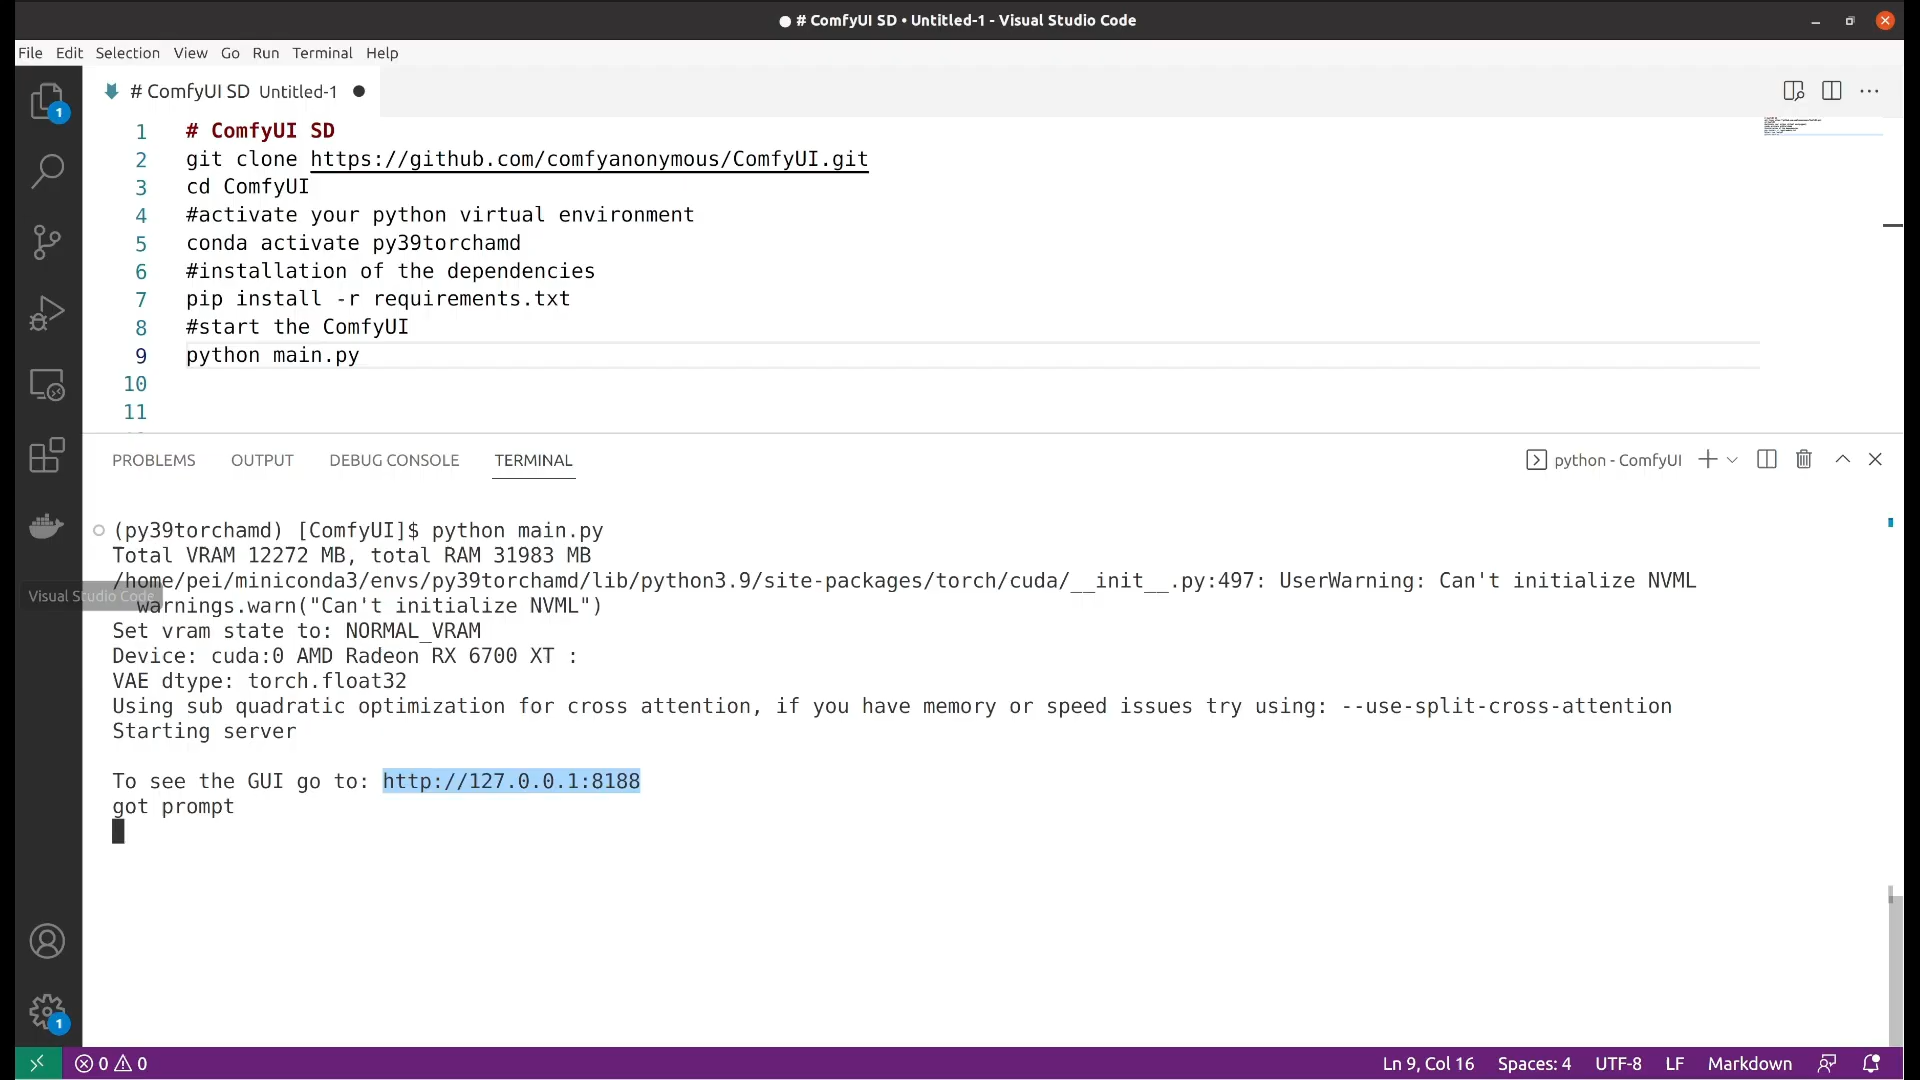 # ComfyUI SD • Untitled-1 - Visual Studio Code
File Edit Selection View Go Run Terminal Help
# ComfyUI SD Untitled-1
1 # ComfyUI SD
2 git clone https://github.com/comfyanonymous/ComfyUI.git
3 cd ComfyUI
4 #activate your python virtual environment
5 conda activate py39torchamd
6 #installation of the dependencies
7 pip install -r requirements.txt
8 #start the ComfyUI
9 python main.py
10
11
PROBLEMS OUTPUT DEBUG CONSOLE TERMINAL python - ComfyUI
(py39torchamd) [ComfyUI]$ python main.py
Total VRAM 12272 MB, total RAM 31983 MB
/home/pei/miniconda3/envs/py39torchamd/lib/python3.9/site-packages/torch/cuda/__init__.py:497: UserWarning: Can't initialize NVML
Visual Studio Code
warnings.warn("Can't initialize NVML")
Set vram state to: NORMAL_VRAM
Device: cuda:0 AMD Radeon RX 6700 XT :
VAE dtype: torch.float32
Using sub quadratic optimization for cross attention, if you have memory or speed issues try using: --use-split-cross-attention
Starting server
To see the GUI go to: http://127.0.0.1:8188
got prompt
1
1
0 0 Ln 9, Col 16 Spaces: 4 UTF-8 LF Markdown